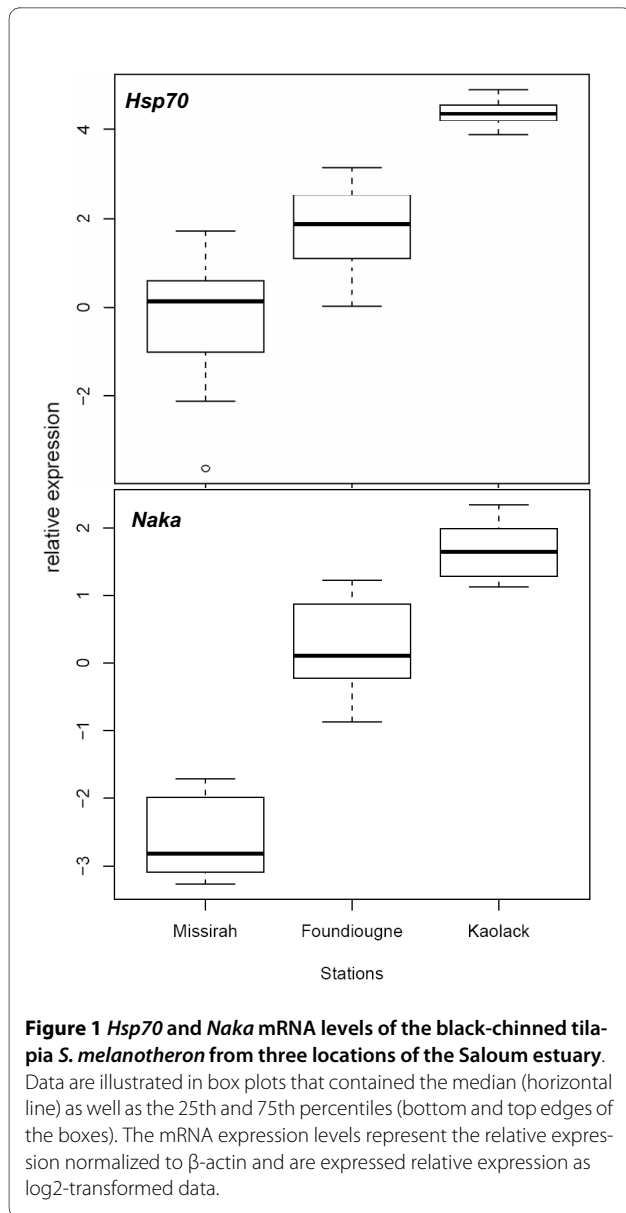 Hsp70
4
2
0
−2
relative expression
Naka
2
1
0
−1
−2
−3
Missirah Foundiougne Kaolack
Stations
Figure 1 Hsp70 and Naka mRNA levels of the black-chinned tila-
pia S. melanotheron from three locations of the Saloum estuary.
Data are illustrated in box plots that contained the median (horizontal
line) as well as the 25th and 75th percentiles (bottom and top edges of
the boxes). The mRNA expression levels represent the relative expres-
sion normalized to β-actin and are expressed relative expression as
log2-transformed data.